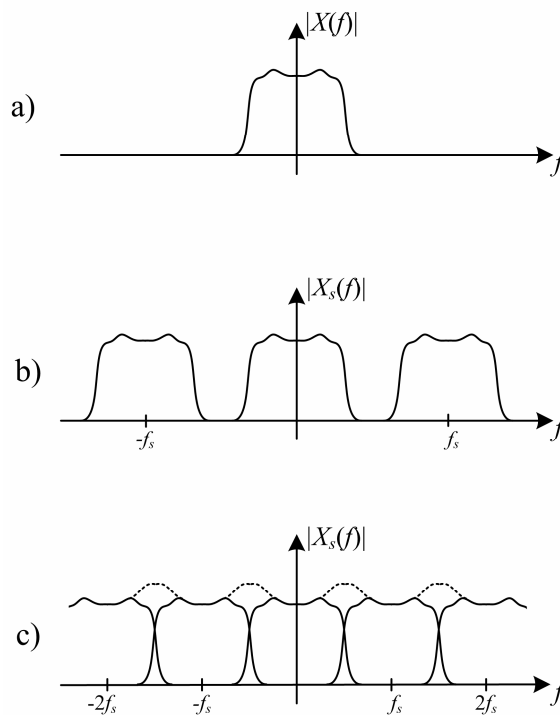 |X(f)|
a)
f
|Xₛ(f)|
b)
f
-fₛ fₛ
|Xₛ(f)|
c)
f
-2fₛ -fₛ fₛ 2fₛ